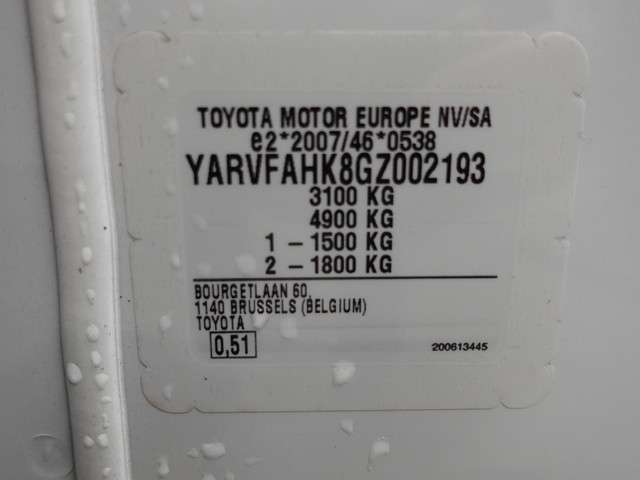 TOYOTA MOTOR EUROPE NV/SA
e2*2007/46*0538
YARVFAHK8GZ002193
3100 KG
4900 KG
1 - 1500 KG
2 - 1800 KG
BOURGETLAAN 60,
1140 BRUSSELS (BELGIUM)
TOYOTA
0,51
200613445